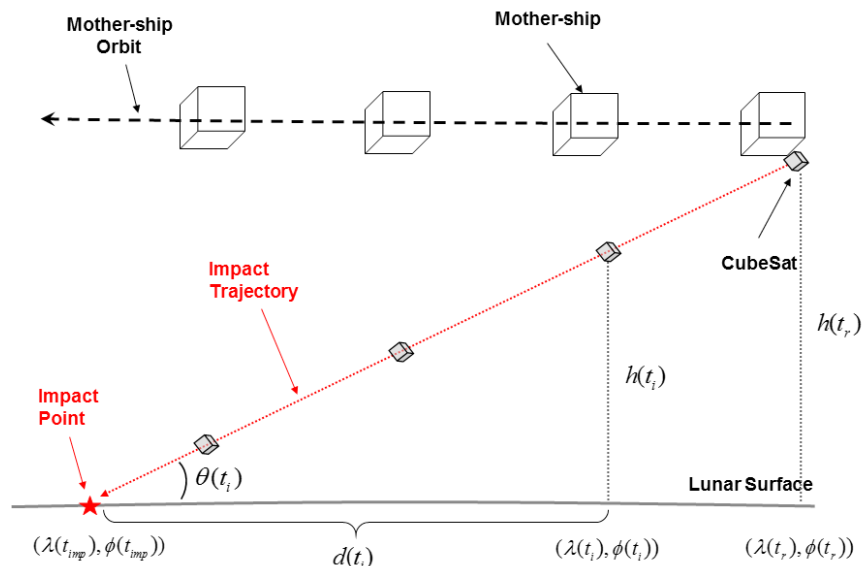 Mother-ship
Orbit
Mother-ship
CubeSat
Impact
Trajectory
h(t_r)
h(t_i)
Impact
Point
θ(t_i)
Lunar Surface
(λ(t_imp), ϕ(t_imp))
d(t_i
(λ(t_i), ϕ(t_i))
(λ(t_r), ϕ(t_r))